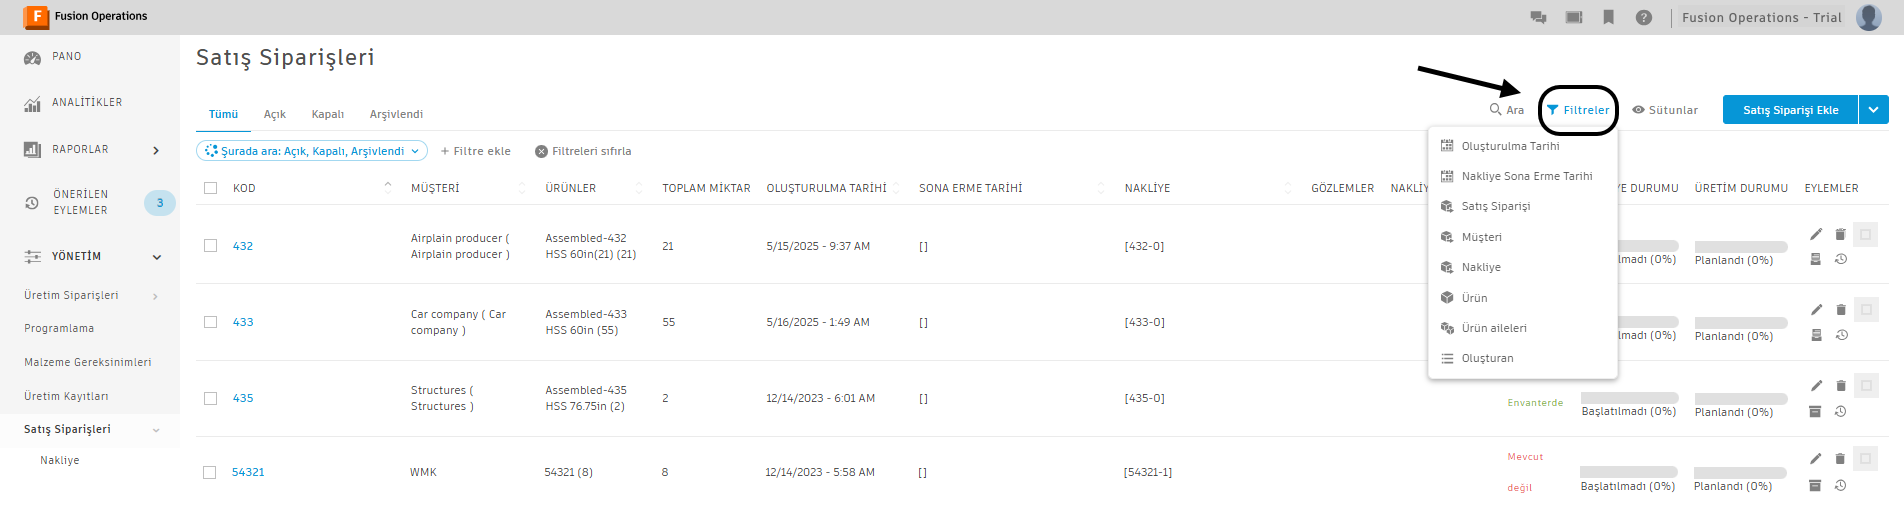 Fusion Operations
Fusion Operations - Trial
PANO
ANALİTİKLER
RAPORLAR
ÖNERİLEN
EYLEMLER
3
YÖNETİM
Üretim Siparişleri
Programlama
Malzeme Gereksinimleri
Üretim Kayıtları
Satış Siparişleri
Nakliye
Satış Siparişleri
Tümü Açık Kapalı Arşivlendi
Ara Filtreler Sütunlar Satış Siparişi Ekle
Şurada ara: Açık, Kapalı, Arşivlendi + Filtre ekle Filtreleri sıfırla
Oluşturulma Tarihi
Nakliye Sona Erme Tarihi
Satış Siparişi
Müşteri
Nakliye
Ürün
Ürün aileleri
Oluşturan
KOD MÜŞTERİ ÜRÜNLER TOPLAM MİKTAR OLUŞTURULMA TARİHİ SONA ERME TARİHİ NAKLİYE GÖZLEMLER NAKLİY E DURUMU ÜRETİM DURUMU EYLEMLER
432 Airplain producer ( Assembled-432 21 5/15/2025 - 9:37 AM [] [432-0]
Airplain producer ) HSS 60in(21) (21) lmadı (0%) Planlandı (0%)
433 Car company ( Car Assembled-433 55 5/16/2025 - 1:49 AM [] [433-0]
company ) HSS 60in (55) lmadı (0%) Planlandı (0%)
435 Structures ( Assembled-435 2 12/14/2023 - 6:01 AM [] [435-0] Envanterde
Structures ) HSS 76.75in (2) Başlatılmadı (0%) Planlandı (0%)
54321 WMK 54321 (8) 8 12/14/2023 - 5:58 AM [] [54321-1] Mevcut
değil Başlatılmadı (0%) Planlandı (0%)